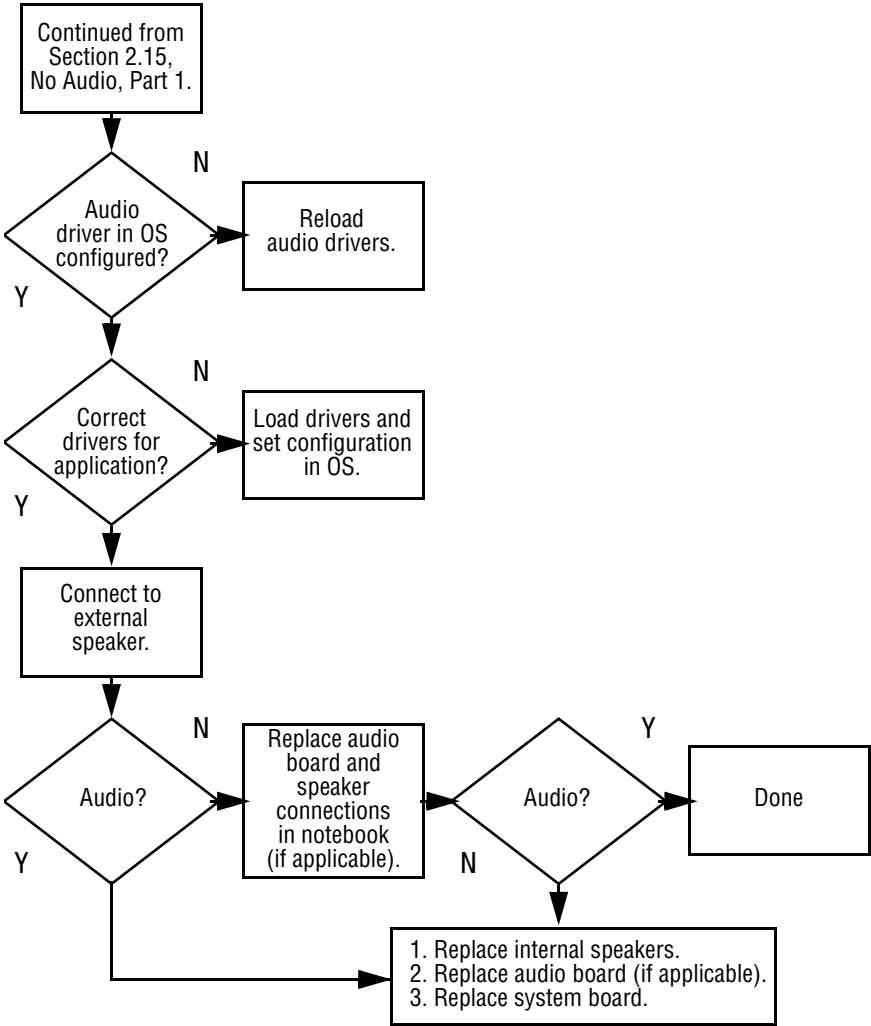 Continued from
Section 2.15,
No Audio, Part 1.
N
Audio
driver in OS
configured?
Reload
audio drivers.
Y
N
Correct
drivers for
application?
Load drivers and
set configuration
in OS.
Y
Connect to
external
speaker.
N
Audio?
Replace audio
board and
speaker
connections
in notebook
(if applicable).
Y
Audio?
Done
Y
N
1. Replace internal speakers.
2. Replace audio board (if applicable).
3. Replace system board.